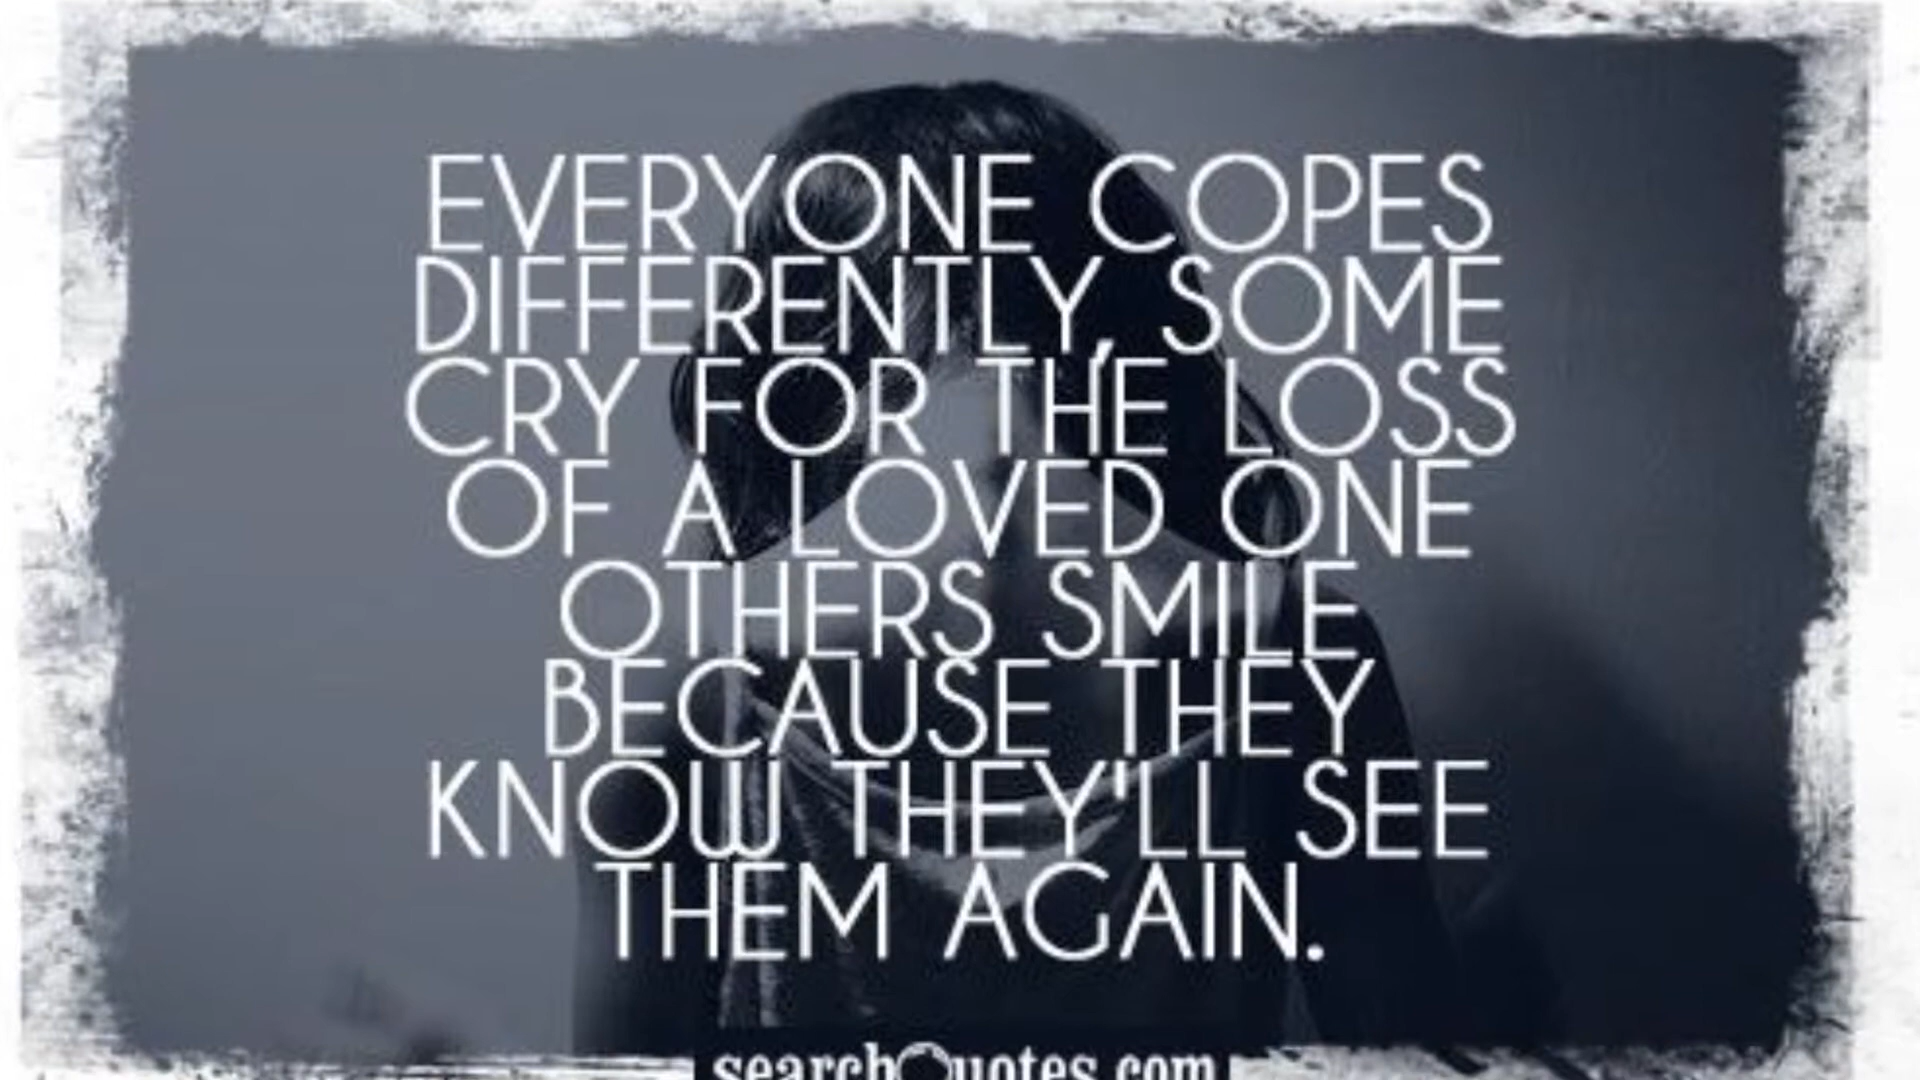 EVERYONE COPES
DIFFERENTLY, SOME
CRY FOR THE LOSS
OF A LOVED ONE
OTHERS SMILE
BECAUSE THEY
KNOW THEY'LL SEE
THEM AGAIN.
searchQuotes.com